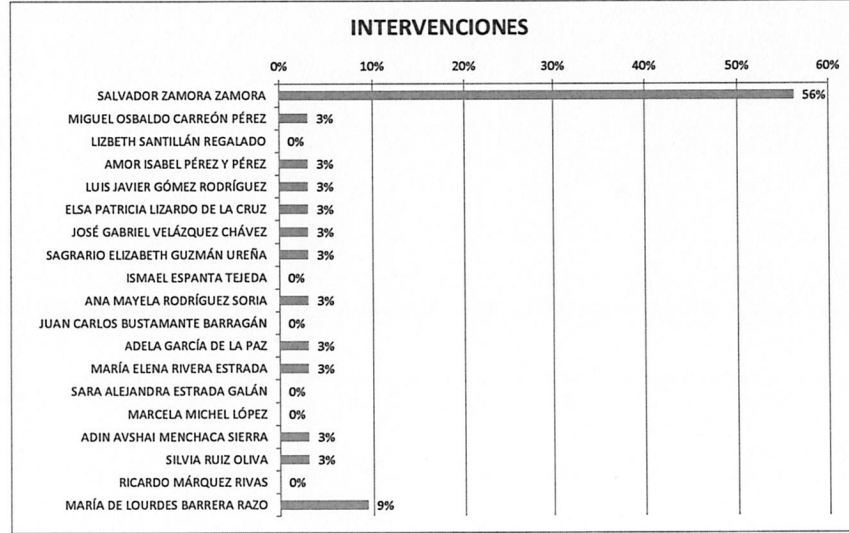 INTERVENCIONES
0% 10% 20% 30% 40% 50% 60%
SALVADOR ZAMORA ZAMORA 56%
MIGUEL OSBALDO CARREÓN PÉREZ 3%
LIZBETH SANTILLÁN REGALADO 0%
AMOR ISABEL PÉREZ Y PÉREZ 3%
LUIS JAVIER GÓMEZ RODRÍGUEZ 3%
ELSA PATRICIA LIZARDO DE LA CRUZ 3%
JOSÉ GABRIEL VELÁZQUEZ CHÁVEZ 3%
SAGRARIO ELIZABETH GUZMÁN UREÑA 3%
ISMAEL ESPANTA TEJEDA 0%
ANA MAYELA RODRÍGUEZ SORIA 3%
JUAN CARLOS BUSTAMANTE BARRAGÁN 0%
ADELA GARCÍA DE LA PAZ 3%
MARÍA ELENA RIVERA ESTRADA 3%
SARA ALEJANDRA ESTRADA GALÁN 0%
MARCELA MICHEL LÓPEZ 0%
ADIN AVSHAI MENCHACA SIERRA 3%
SILVIA RUIZ OLIVA 3%
RICARDO MÁRQUEZ RIVAS 0%
MARÍA DE LOURDES BARRERA RAZO 9%